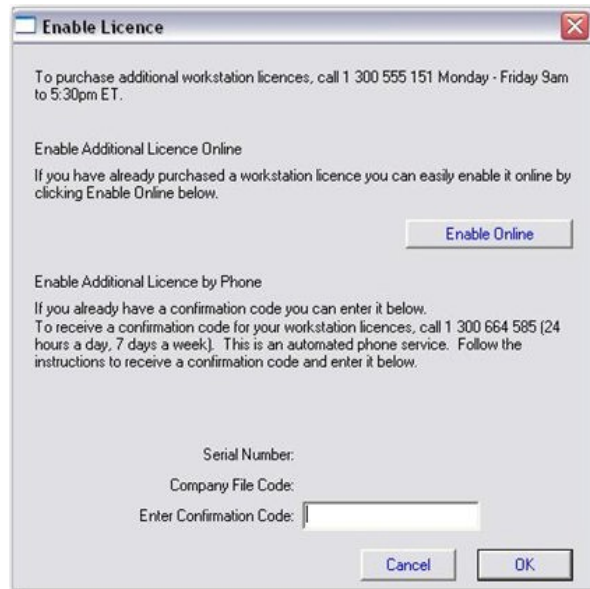 Enable Licence
To purchase additional workstation licences, call 1 300 555 151 Monday - Friday 9am
to 5:30pm ET.
Enable Additional Licence Online
If you have already purchased a workstation licence you can easily enable it online by
clicking Enable Online below.
Enable Online
Enable Additional Licence by Phone
If you already have a confirmation code you can enter it below.
To receive a confirmation code for your workstation licences, call 1 300 664 585 (24
hours a day, 7 days a week). This is an automated phone service. Follow the
instructions to receive a confirmation code and enter it below.
Serial Number:
Company File Code:
Enter Confirmation Code:
Cancel OK